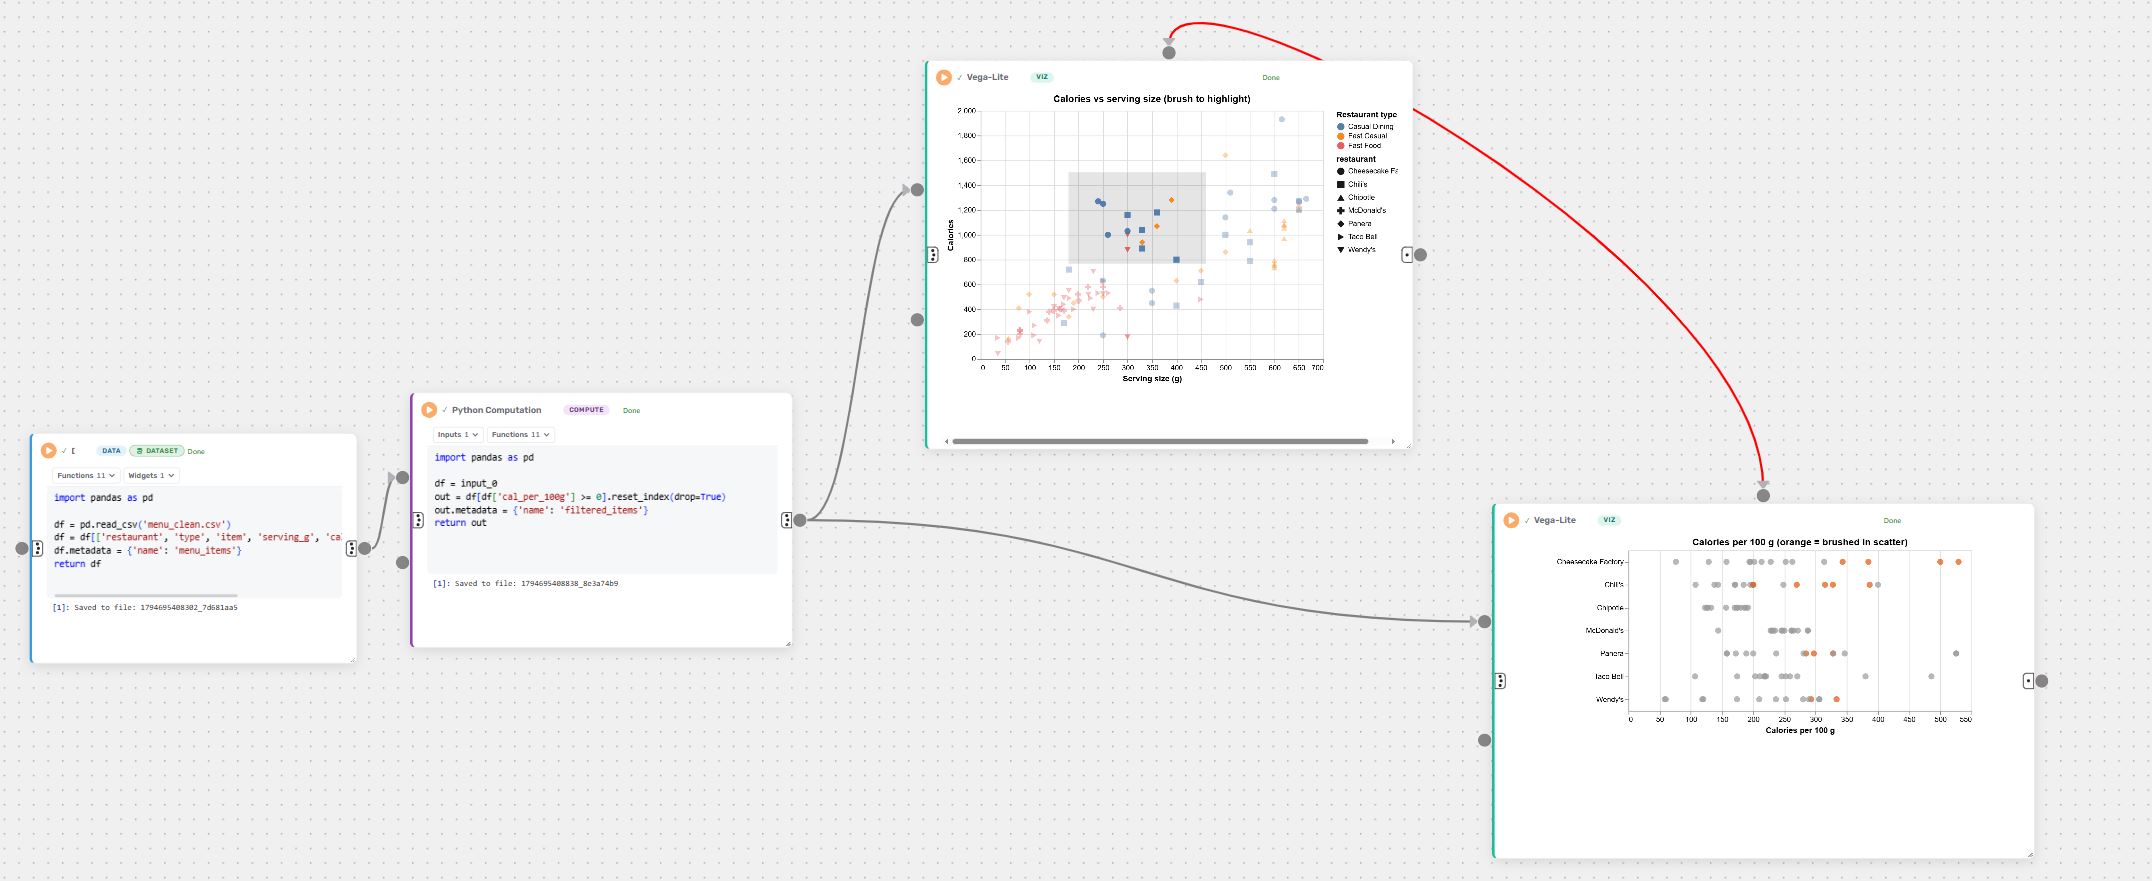 ✓ [ DATA DATASET Done
Functions 11 Widgets 1
import pandas as pd
df = pd.read_csv('menu_clean.csv')
df = df[['restaurant', 'type', 'item', 'serving_g', 'ca
df.metadata = {'name': 'menu_items'}
return df
[1]: Saved to file: 1794695408302_7d681aa5
✓ Python Computation COMPUTE Done
Inputs 1 Functions 11
import pandas as pd
df = input_0
out = df[df['cal_per_100g'] >= 0].reset_index(drop=True)
out.metadata = {'name': 'filtered_items'}
return out
[1]: Saved to file: 1794695408838_8e3a74b9
✓ Vega-Lite VIZ Done
Calories vs serving size (brush to highlight)
Calories
2,000
1,800
1,600
1,400
1,200
1,000
800
600
400
200
0
0 50 100 150 200 250 300 350 400 450 500 550 600 650 700
Serving size (g)
Restaurant type
Casual Dining
Fast Casual
Fast Food
restaurant
Cheesecake Fa
Chili's
Chipotle
McDonald's
Panera
Taco Bell
Wendy's
✓ Vega-Lite VIZ Done
Calories per 100 g (orange = brushed in scatter)
Cheesecake Factory
Chili's
Chipotle
McDonald's
Panera
Taco Bell
Wendy's
0 50 100 150 200 250 300 350 400 450 500 550
Calories per 100 g